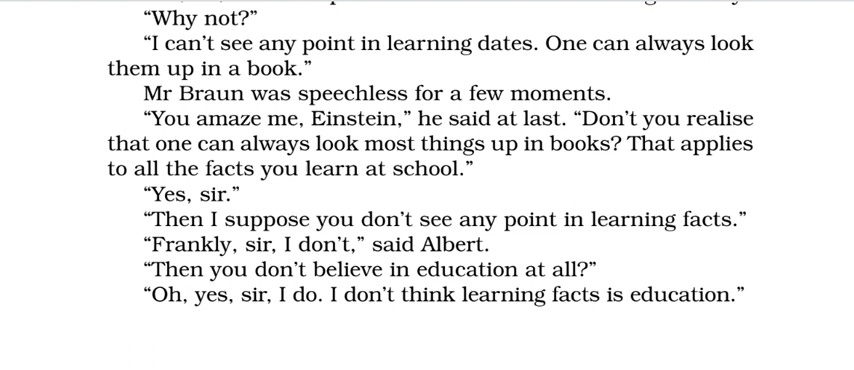 “Why not?”
“I can’t see any point in learning dates. One can always look
them up in a book.”
Mr Braun was speechless for a few moments.
“You amaze me, Einstein,” he said at last. “Don’t you realise
that one can always look most things up in books? That applies
to all the facts you learn at school.”
“Yes, sir.”
“Then I suppose you don’t see any point in learning facts.”
“Frankly, sir, I don’t,” said Albert.
“Then you don’t believe in education at all?”
“Oh, yes, sir, I do. I don’t think learning facts is education.”